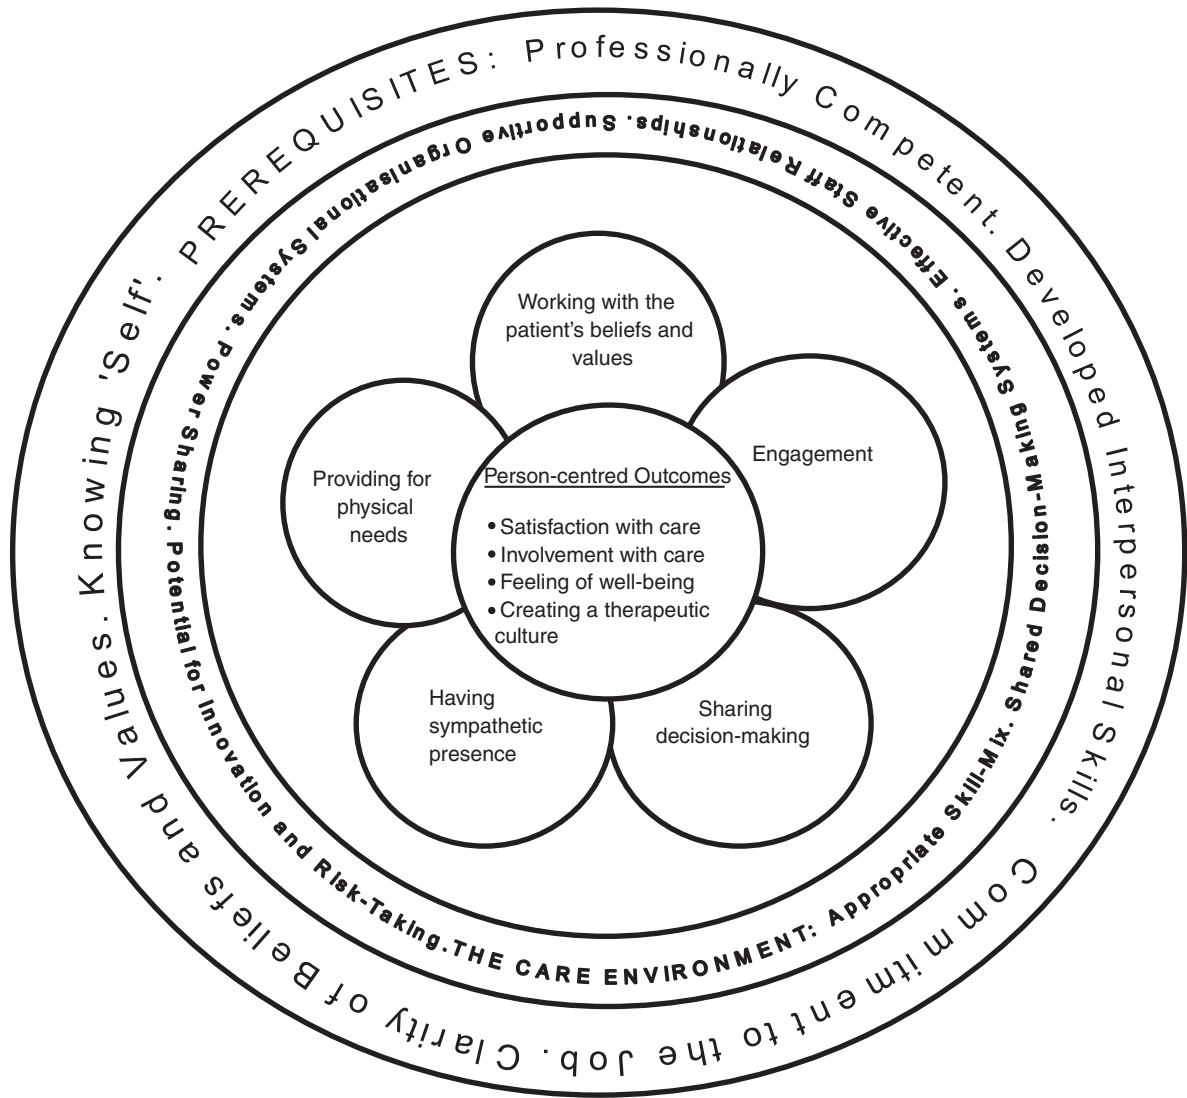 PREREQUISITES: Professionally Competent. Developed Interpersonal Skills. Commitment to the Job. Clarity of Beliefs and Values. Knowing 'Self'.
THE CARE ENVIRONMENT: Appropriate Skill-Mix. Shared Decision-Making Systems. Effective Staff Relationships. Supportive Organisational Systems. Power Sharing. Potential for Innovation and Risk-Taking.
Working with the
patient's beliefs and
values
Engagement
Providing for
physical
needs
Person-centred Outcomes
• Satisfaction with care
• Involvement with care
• Feeling of well-being
• Creating a therapeutic
culture
Having
sympathetic
presence
Sharing
decision-making